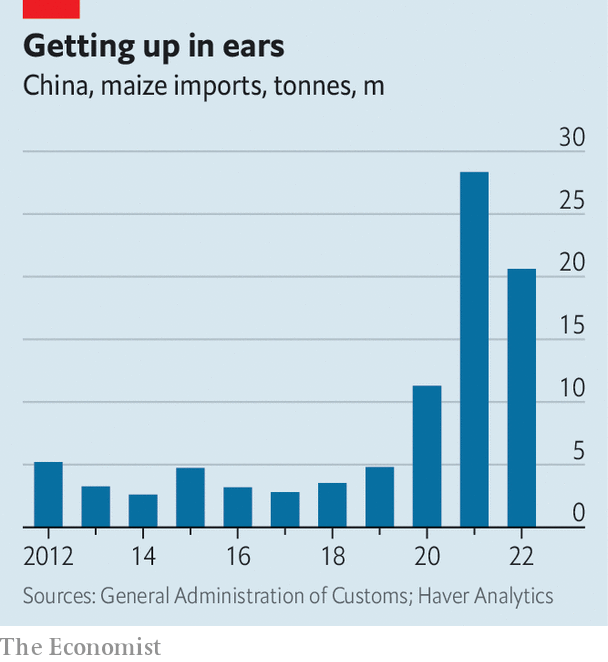 Getting up in ears
China, maize imports, tonnes, m
30
25
20
15
10
5
0
2012 14 16 18 20 22
Sources: General Administration of Customs; Haver Analytics
The Economist